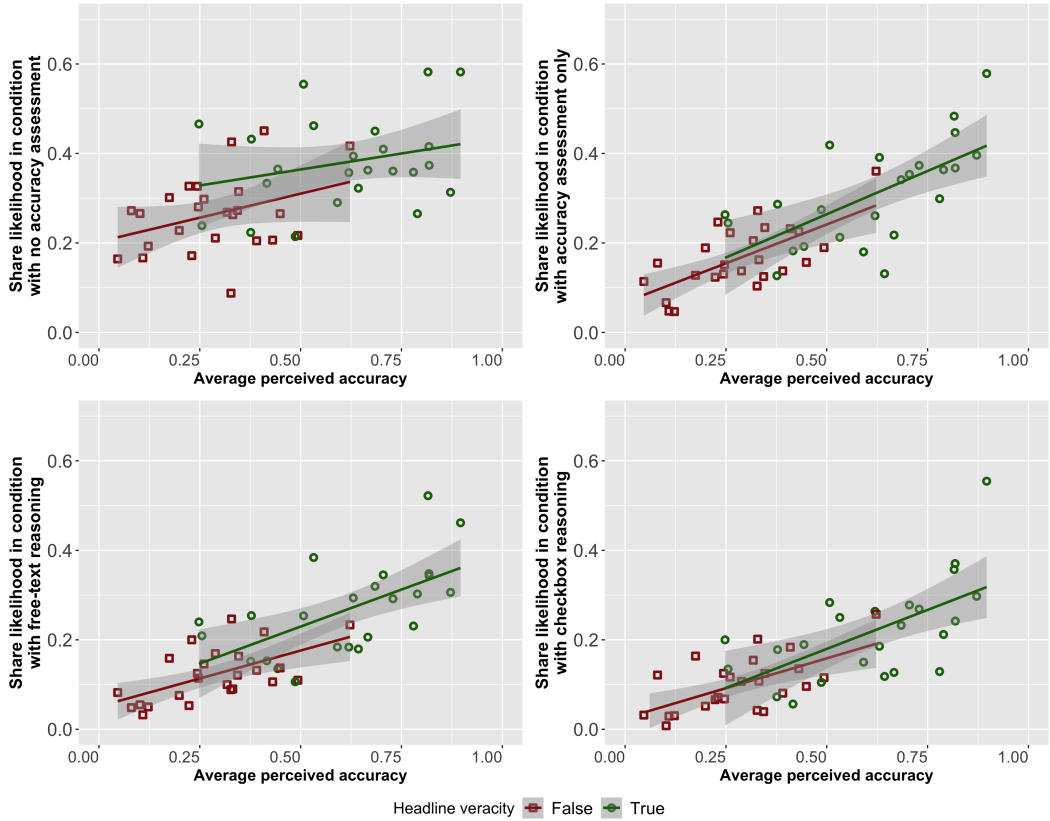 Share likelihood in condition
with no accuracy assessment
0.6
0.4
0.2
0.0
0.00 0.25 0.50 0.75 1.00
Average perceived accuracy
Share likelihood in condition
with accuracy assessment only
0.6
0.4
0.2
0.0
0.00 0.25 0.50 0.75 1.00
Average perceived accuracy
Share likelihood in condition
with free-text reasoning
0.6
0.4
0.2
0.0
0.00 0.25 0.50 0.75 1.00
Average perceived accuracy
Share likelihood in condition
with checkbox reasoning
0.6
0.4
0.2
0.0
0.00 0.25 0.50 0.75 1.00
Average perceived accuracy
Headline veracity False True